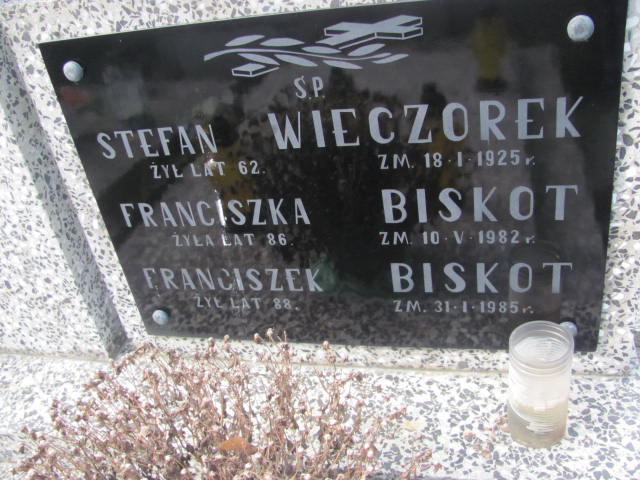 Ś.P.
STEFAN WIECZOREK
ŻYŁ LAT 62. ZM. 18·I·1925 r.
FRANCISZKA BISKOT
ŻYŁA LAT 86. ZM. 10·V·1982 r.
FRANCISZEK BISKOT
ŻYŁ LAT 88. ZM. 31·I·1985 r.